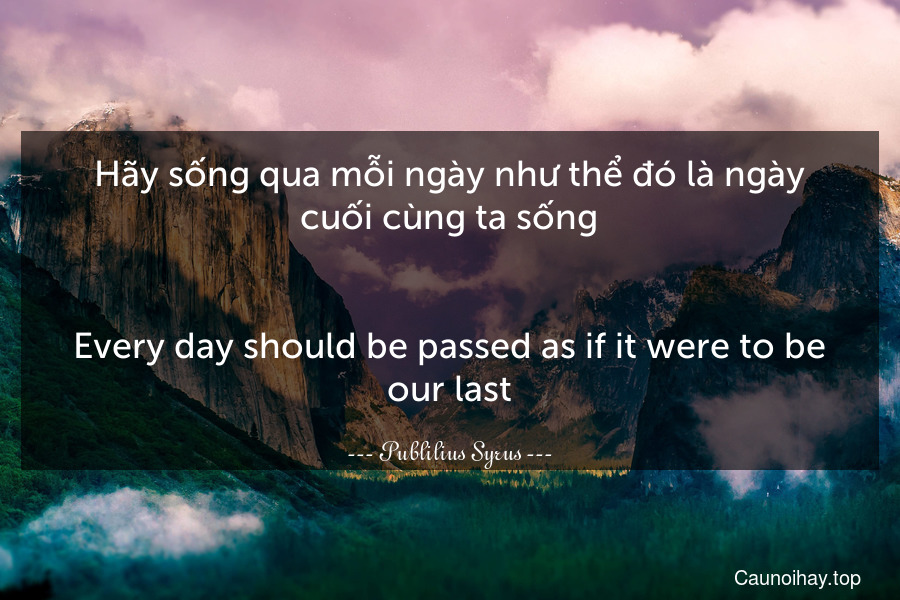 Hãy sống qua mỗi ngày như thể đó là ngày
cuối cùng ta sống
Every day should be passed as if it were to be
our last
--- Publilius Syrus ---
Caunoihay.top